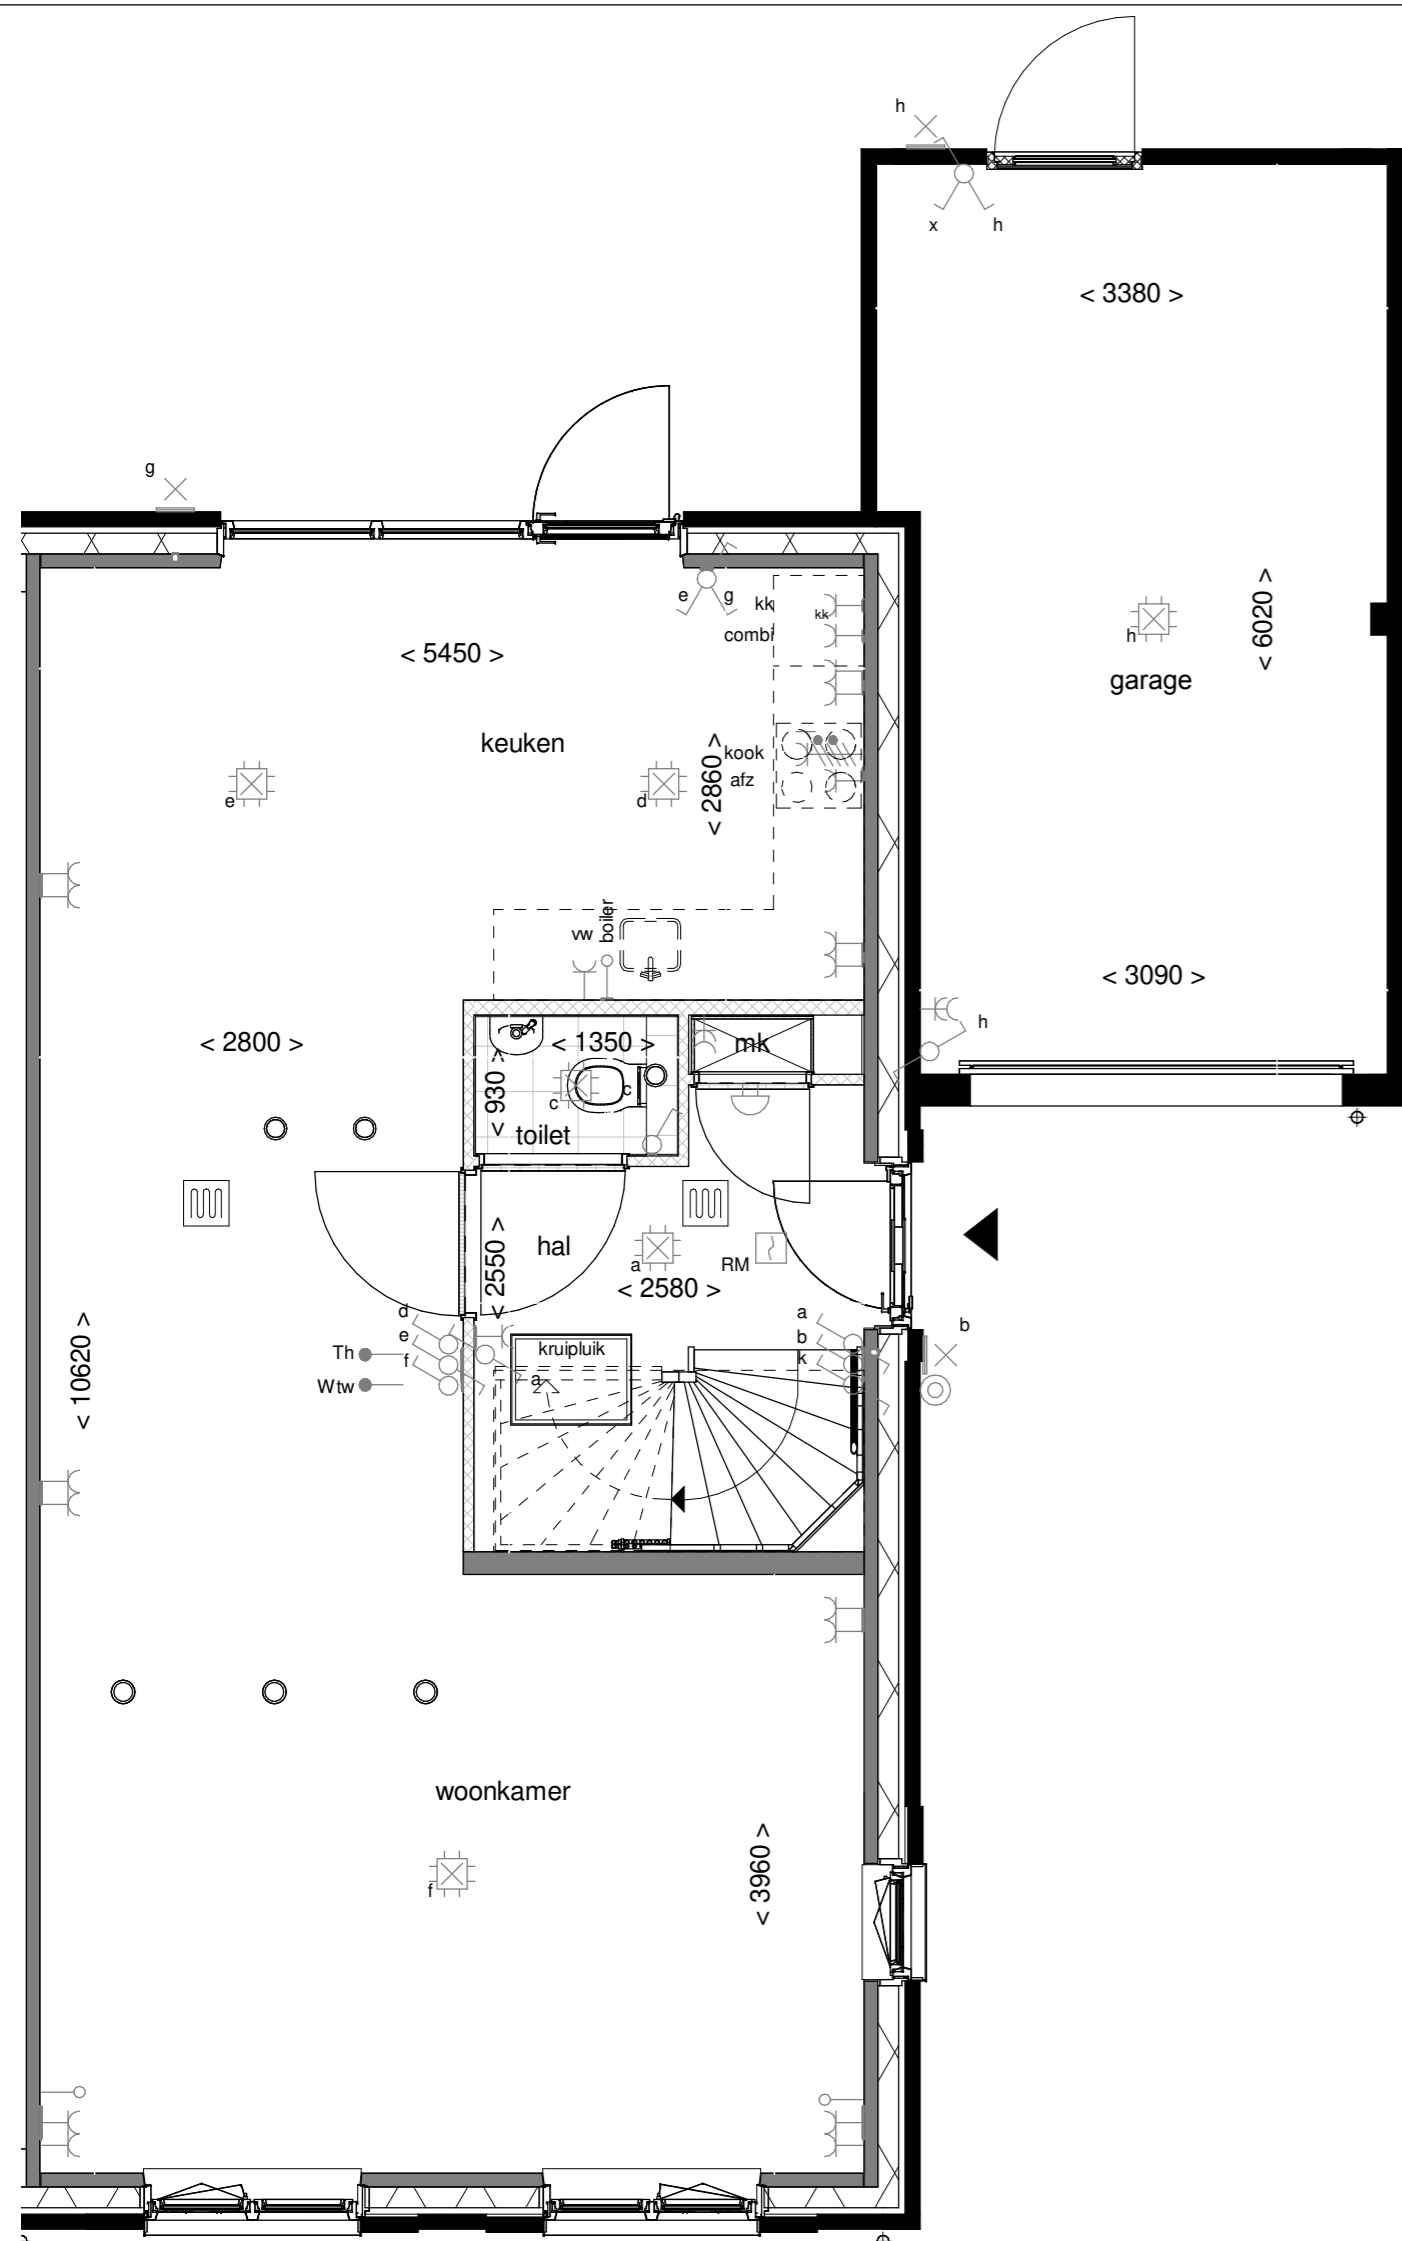 h
x h
< 3380 >
g
e g
kk
kk
combi
< 5450 >
< 6020 >
h
garage
keuken
kook
afz
< 2860 >
e
d
boiler
vw
< 3090 >
h
< 2800 >
< 1350 >
mk
< 930 >
c
c
toilet
hal
< 2550 >
a
RM
< 2580 >
d
e
f
Th
Wtw
kruipluik
a
a
b
k
b
< 10620 >
woonkamer
f
< 3960 >